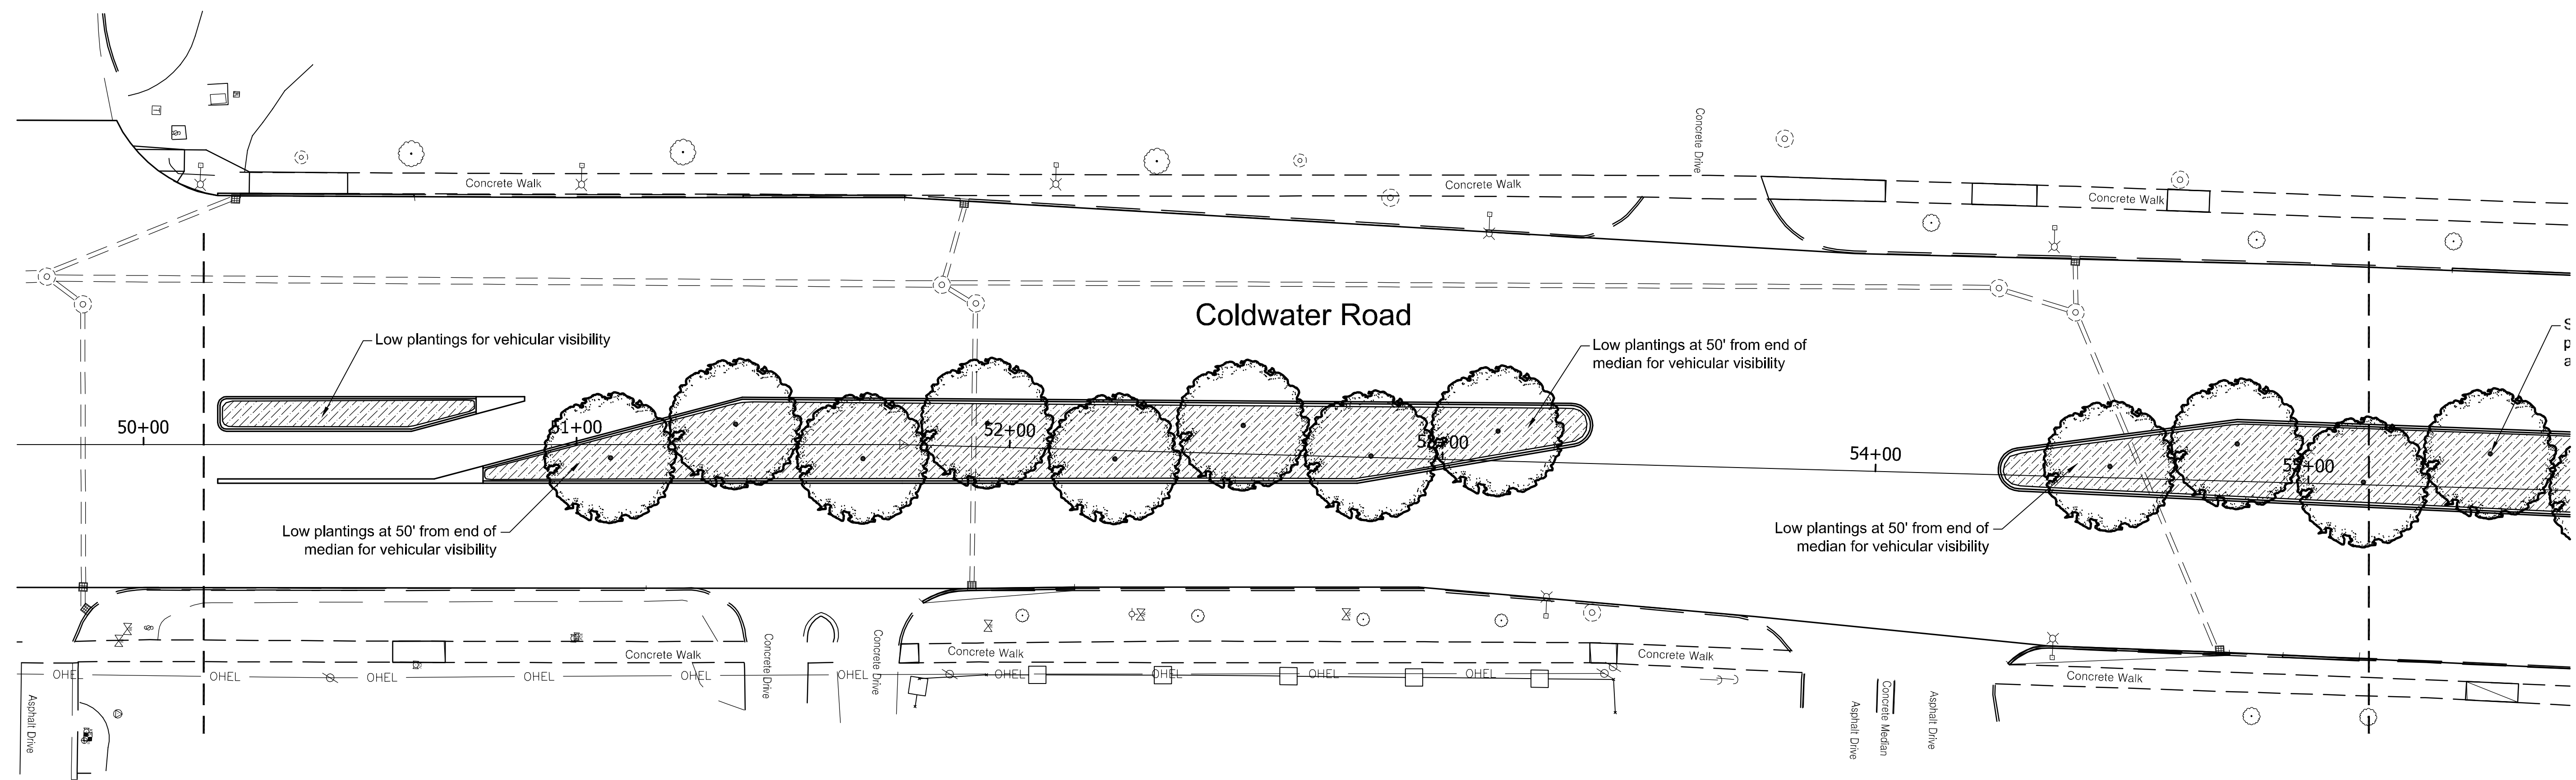 Concrete Drive
Concrete Walk
Concrete Walk
Concrete Walk
Coldwater Road
Low plantings for vehicular visibility
Low plantings at 50' from end of
median for vehicular visibility
50+00
51+00
52+00
54+00
Low plantings at 50' from end of
median for vehicular visibility
Low plantings at 50' from end of
median for vehicular visibility
Concrete Walk
Concrete Walk
Concrete Walk
Concrete Walk
Concrete Drive
Concrete Drive
OHEL
OHEL
OHEL
OHEL
OHEL
OHEL
OHEL
OHEL
OHEL
OHEL
Asphalt Drive
Asphalt Drive
Concrete Median
Asphalt Drive